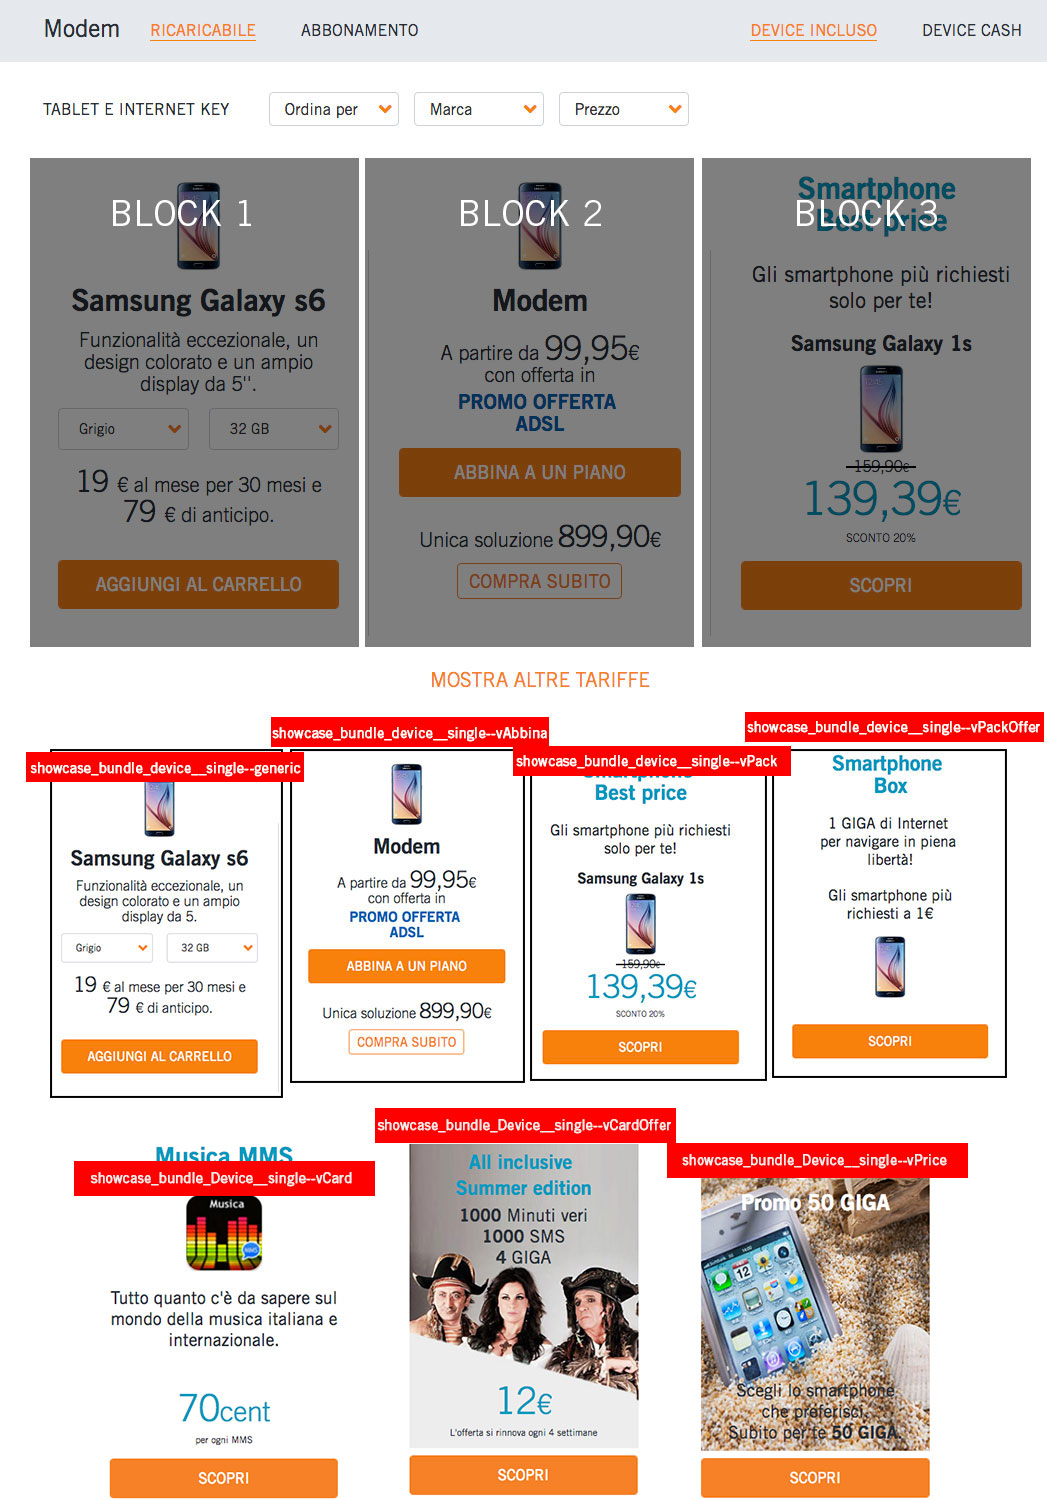 Modem RICARICABILE ABBONAMENTO DEVICE INCLUSO DEVICE CASH
TABLET E INTERNET KEY Ordina per Marca Prezzo
BLOCK 1
Samsung Galaxy s6
Funzionalità eccezionale, un
design colorato e un ampio
display da 5".
Grigio 32 GB
19 € al mese per 30 mesi e
79 € di anticipo.
AGGIUNGI AL CARRELLO
BLOCK 2
Modem
A partire da 99,95€
con offerta in
PROMO OFFERTA
ADSL
ABBINA A UN PIANO
Unica soluzione 899,90€
COMPRA SUBITO
BLOCK 3
Smartphone
Best price
Gli smartphone più richiesti
solo per te!
Samsung Galaxy 1s
159,90€
139,39€
SCONTO 20%
SCOPRI
MOSTRA ALTRE TARIFFE
showcase_bundle_device__single--generic
Samsung Galaxy s6
Funzionalità eccezionale, un
design colorato e un ampio
display da 5.
Grigio 32 GB
19 € al mese per 30 mesi e
79 € di anticipo.
AGGIUNGI AL CARRELLO
showcase_bundle_device__single--vAbbina
Modem
A partire da 99,95€
con offerta in
PROMO OFFERTA
ADSL
ABBINA A UN PIANO
Unica soluzione 899,90€
COMPRA SUBITO
showcase_bundle_device__single--vPack
Smartphone
Best price
Gli smartphone più richiesti
solo per te!
Samsung Galaxy 1s
159,90€
139,39€
SCONTO 20%
SCOPRI
showcase_bundle_device__single--vPackOffer
Smartphone
Box
1 GIGA di Internet
per navigare in piena
libertà!
Gli smartphone più
richiesti a 1€
SCOPRI
Musica MMS
showcase_bundle_Device__single--vCard
Musica
MMS
Tutto quanto c'è da sapere sul
mondo della musica italiana e
internazionale.
70cent
per ogni MMS
SCOPRI
showcase_bundle_Device__single--vCardOffer
All inclusive
Summer edition
1000 Minuti veri
1000 SMS
4 GIGA
12€
L'offerta si rinnova ogni 4 settimane
SCOPRI
showcase_bundle_Device__single--vPrice
Promo 50 GIGA
Scegli lo smartphone
che preferisci.
Subito per te 50 GIGA.
SCOPRI